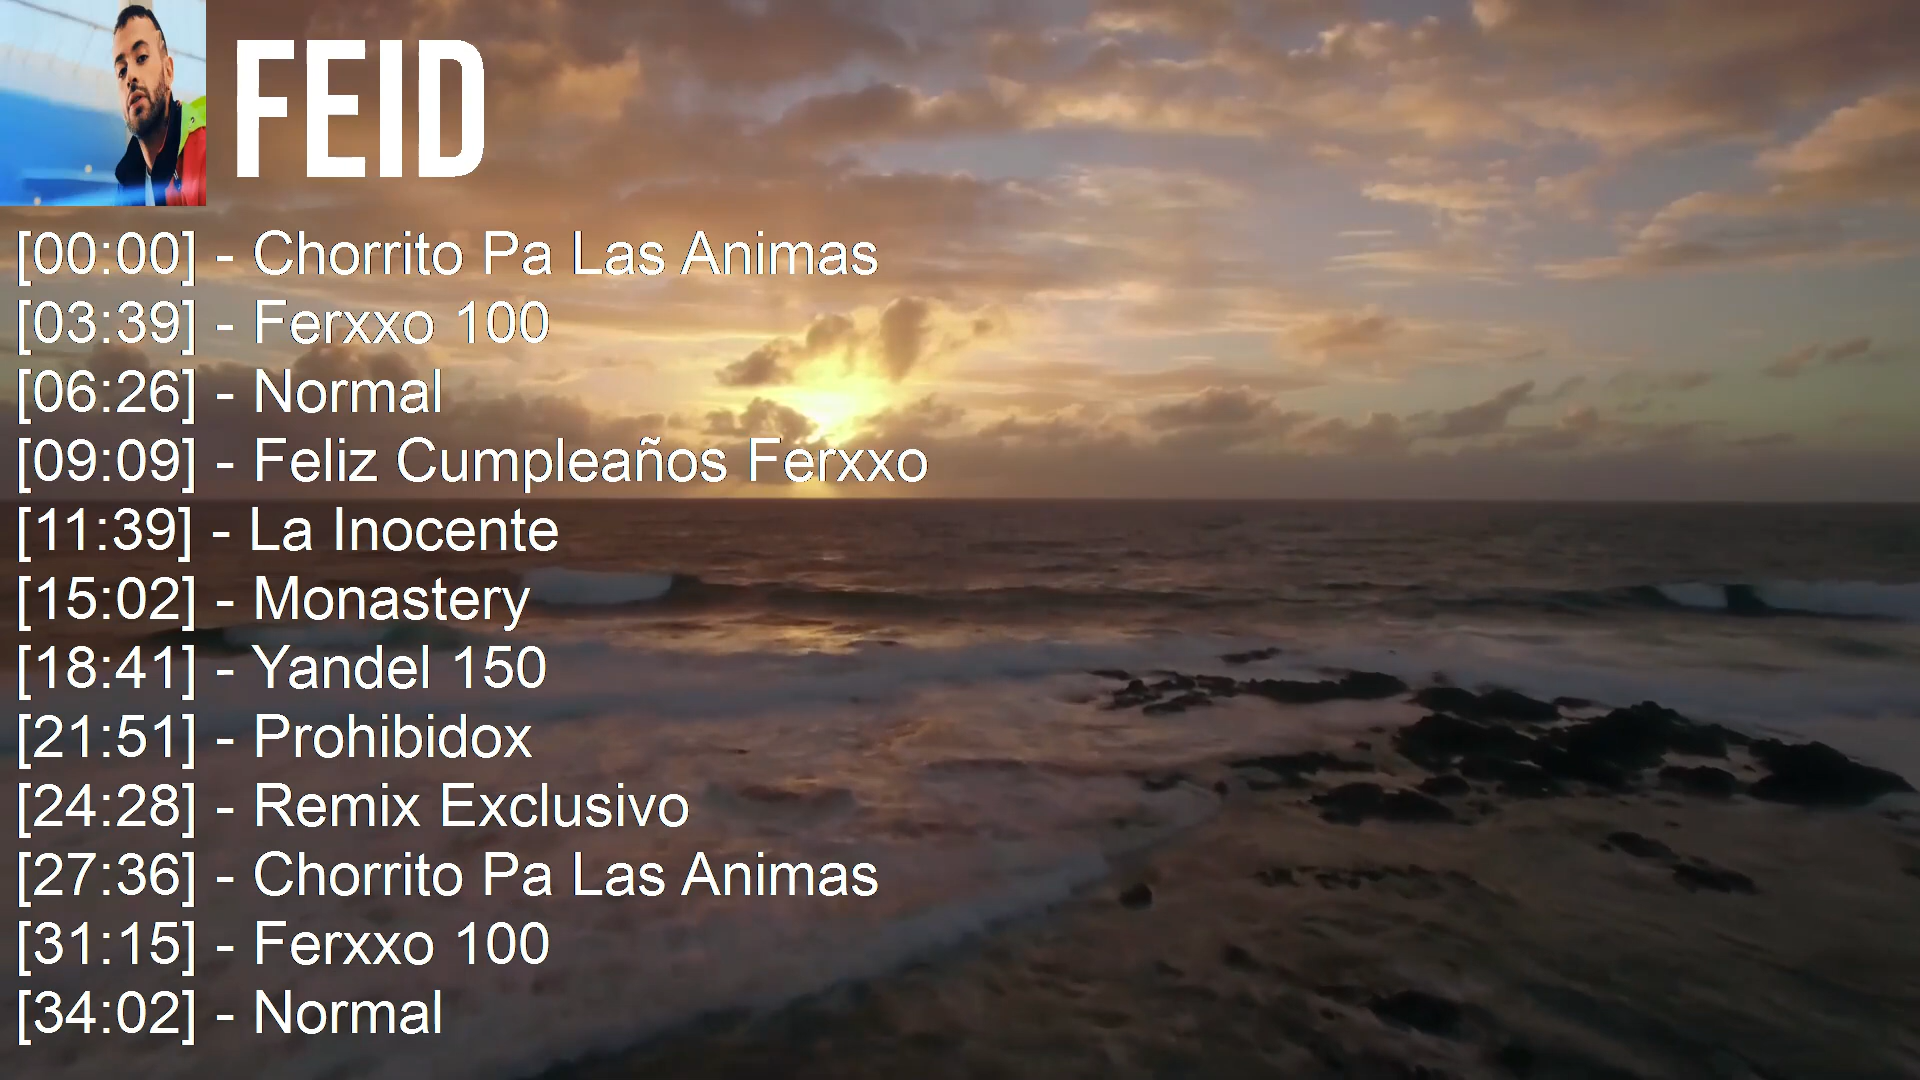 FEID
[00:00] - Chorrito Pa Las Animas
[03:39] - Ferxxo 100
[06:26] - Normal
[09:09] - Feliz Cumpleaños Ferxxo
[11:39] - La Inocente
[15:02] - Monastery
[18:41] - Yandel 150
[21:51] - Prohibidox
[24:28] - Remix Exclusivo
[27:36] - Chorrito Pa Las Animas
[31:15] - Ferxxo 100
[34:02] - Normal